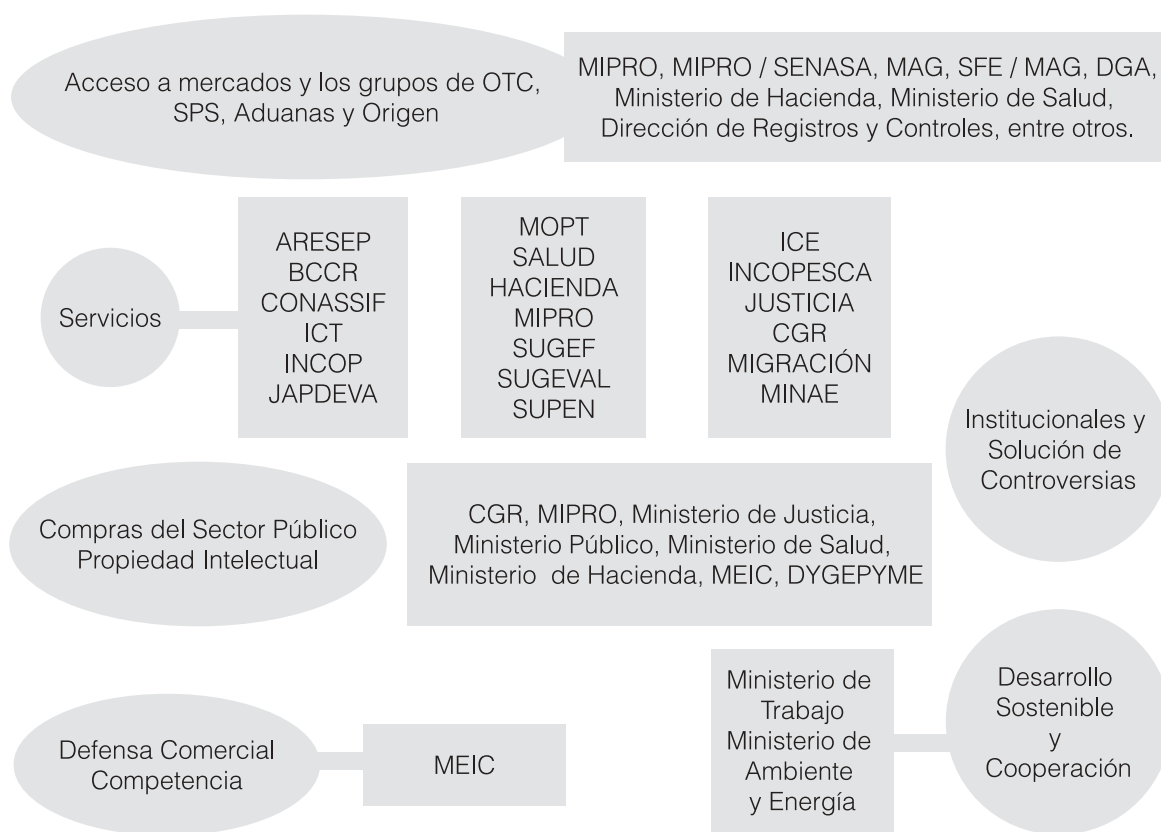 Acceso a mercados y los grupos de OTC,
SPS, Aduanas y Origen
MIPRO, MIPRO / SENASA, MAG, SFE / MAG, DGA,
Ministerio de Hacienda, Ministerio de Salud,
Dirección de Registros y Controles, entre otros.
Servicios
ARESEP
BCCR
CONASSIF
ICT
INCOP
JAPDEVA
MOPT
SALUD
HACIENDA
MIPRO
SUGEF
SUGEVAL
SUPEN
ICE
INCOPESCA
JUSTICIA
CGR
MIGRACIÓN
MINAE
Institucionales y
Solución de
Controversias
Compras del Sector Público
Propiedad Intelectual
CGR, MIPRO, Ministerio de Justicia,
Ministerio Público, Ministerio de Salud,
Ministerio de Hacienda, MEIC, DYGEPYME
Defensa Comercial
Competencia
MEIC
Ministerio de
Trabajo
Ministerio de
Ambiente
y Energía
Desarrollo
Sostenible
y
Cooperación